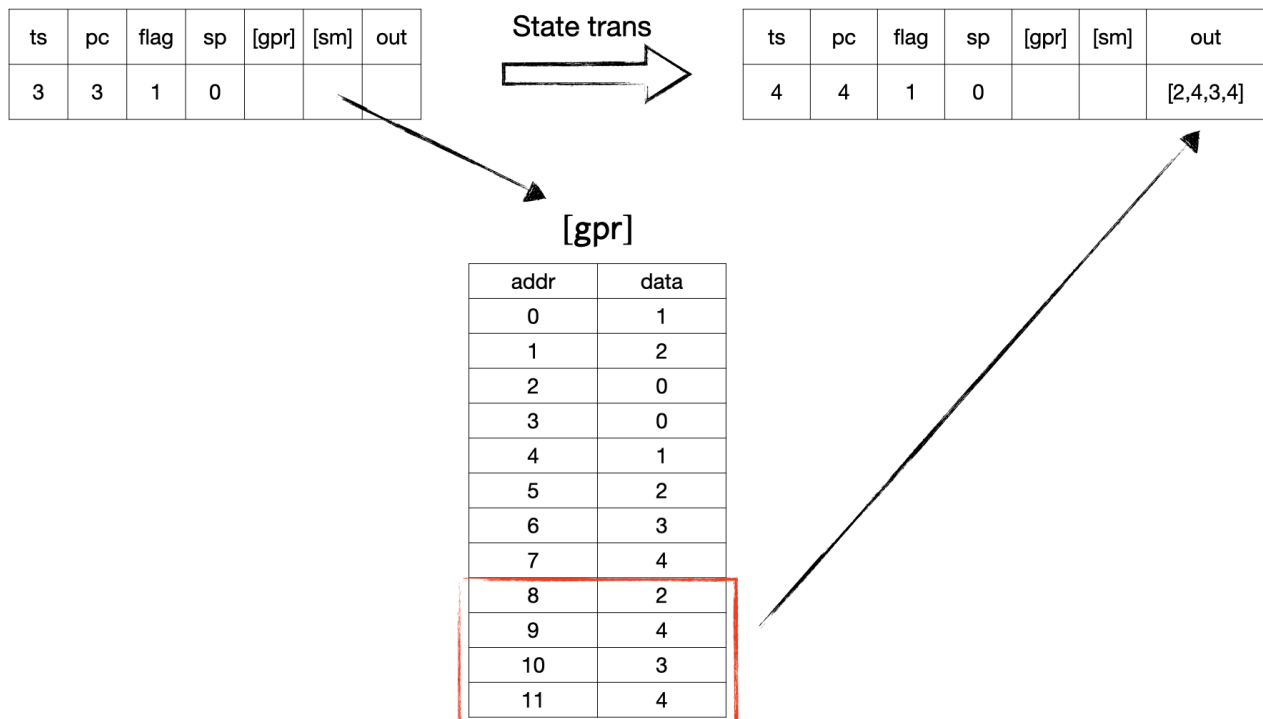 State trans
ts pc flag sp [gpr] [sm] out
3 3 1 0
ts pc flag sp [gpr] [sm] out
4 4 1 0 [2,4,3,4]
[gpr]
addr data
0 1
1 2
2 0
3 0
4 1
5 2
6 3
7 4
8 2
9 4
10 3
11 4